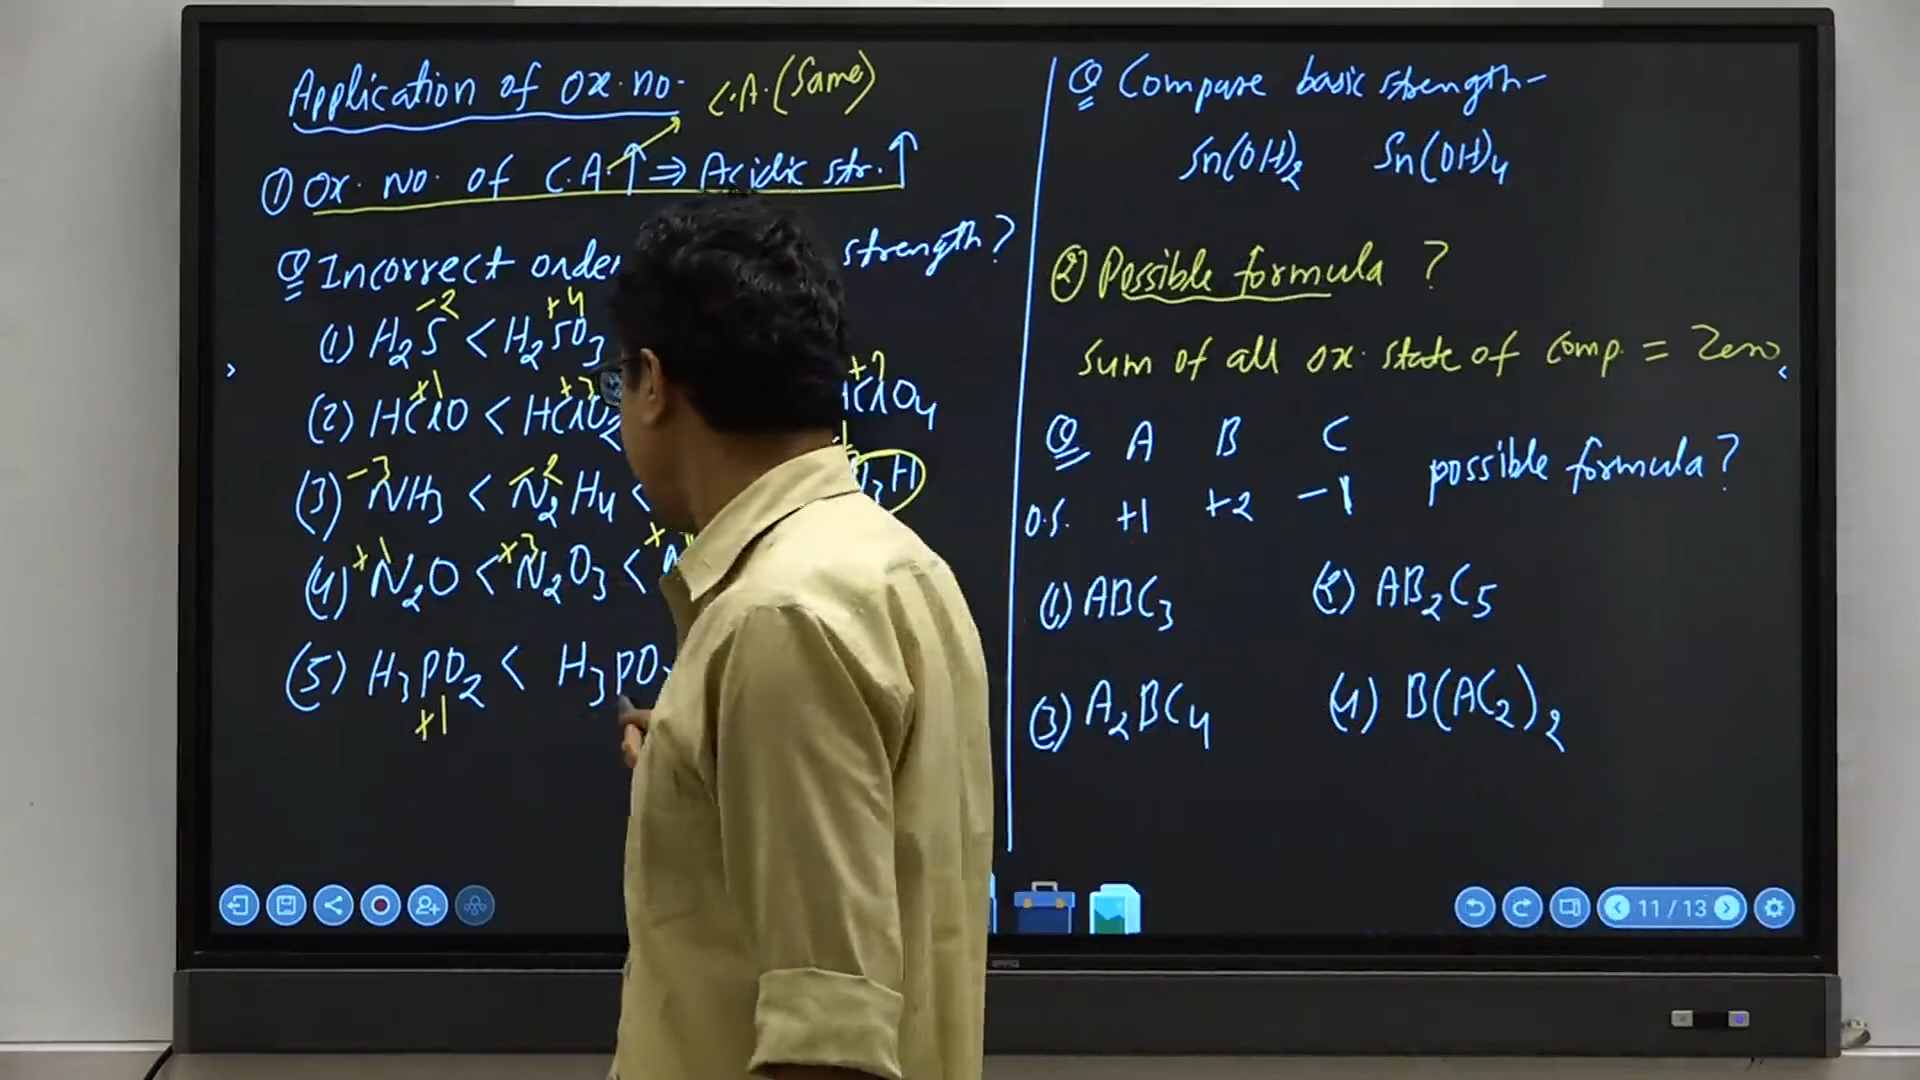 Application of Ox. no.
C.A. (Same)
① Ox. No. of C.A. ↑ ⇒ Acidic str. ↑
Q Incorrect order strength?
-2 +4
(1) H₂S < H₂SO₃
+1 +3 +7
(2) HClO < HClO₂ ClO₄
-3 -2
(3) NH₃ < N₂H₄ < ₃H
+1 +3 +
(4) N₂O < N₂O₃ <
(5) H₃PO₂ < H₃PO
+1
Q Compare basic strength-
Sn(OH)₂ Sn(OH)₄
② Possible formula ?
Sum of all ox. state of comp. = Zero
Q A B C possible formula?
O.S. +1 +2 -1
(1) ABC₃ (2) AB₂C₅
(3) A₂BC₄ (4) B(AC₂)₂
11 / 13